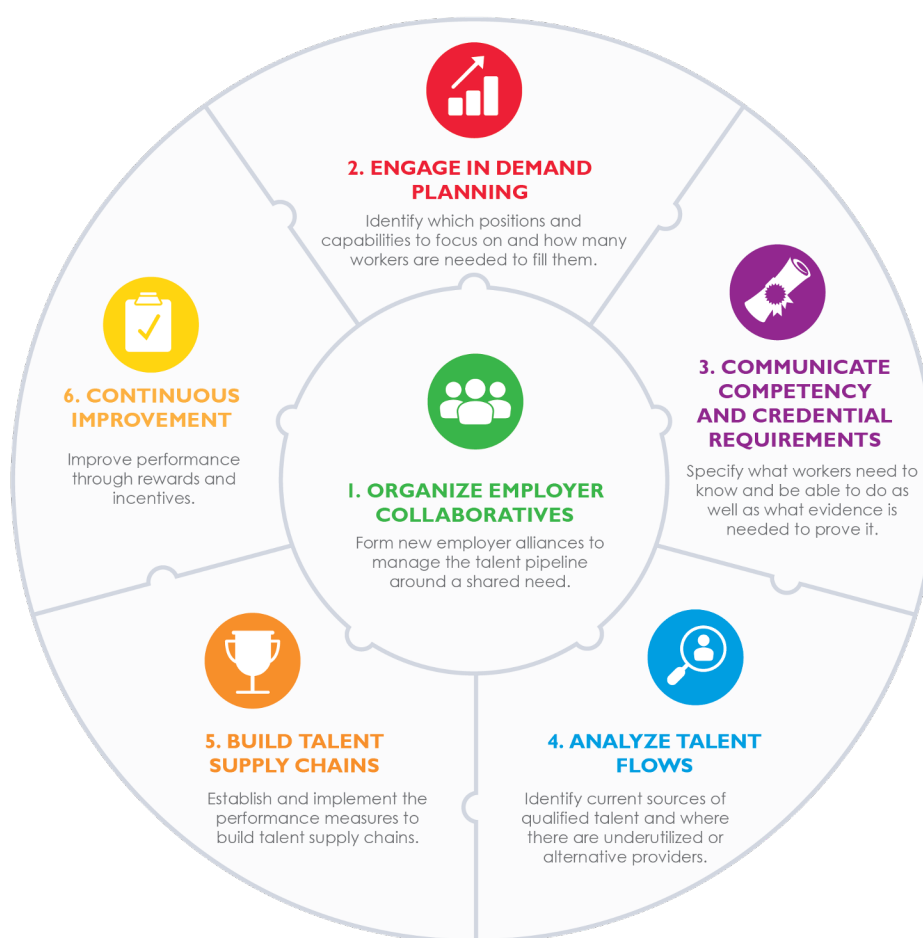 2. ENGAGE IN DEMAND
PLANNING
Identify which positions and
capabilities to focus on and how many
workers are needed to fill them.
3. COMMUNICATE
COMPETENCY
AND CREDENTIAL
REQUIREMENTS
Specify what workers need to
know and be able to do as
well as what evidence is
needed to prove it.
6. CONTINUOUS
IMPROVEMENT
Improve performance
through rewards and
incentives.
1. ORGANIZE EMPLOYER
COLLABORATIVES
Form new employer alliances to
manage the talent pipeline
around a shared need.
5. BUILD TALENT
SUPPLY CHAINS
Establish and implement the
performance measures to
build talent supply chains.
4. ANALYZE TALENT
FLOWS
Identify current sources of
qualified talent and where
there are underutilized or
alternative providers.